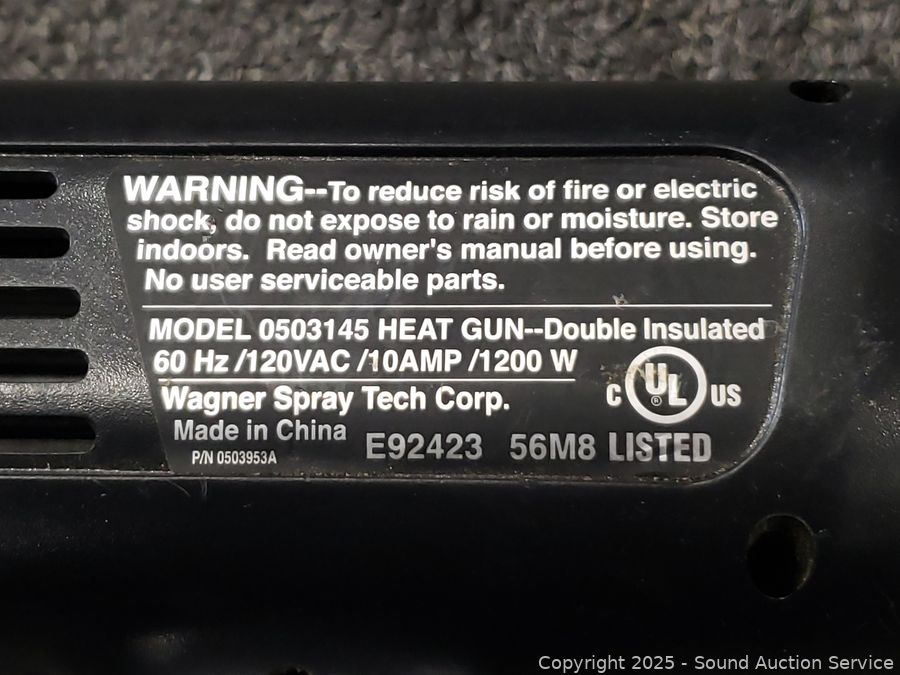 WARNING--To reduce risk of fire or electric
shock, do not expose to rain or moisture. Store
indoors. Read owner's manual before using.
No user serviceable parts.
MODEL 0503145 HEAT GUN--Double Insulated
60 Hz /120VAC /10AMP /1200 W
Wagner Spray Tech Corp.
C UL ® US
Made in China
E92423 56M8 LISTED
P/N 0503953A
Copyright 2025 - Sound Auction Service